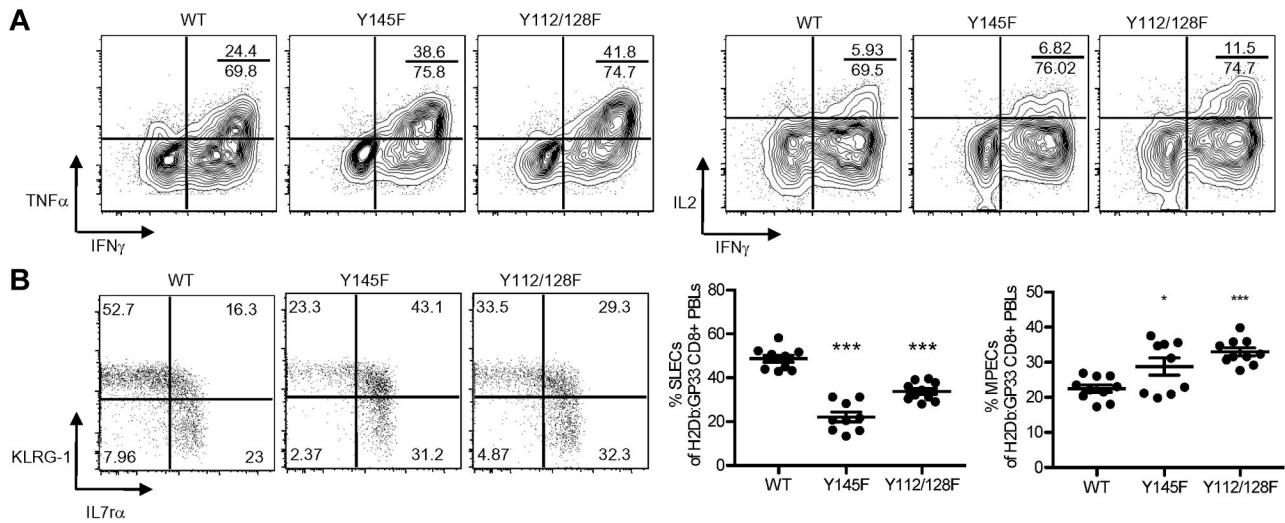 A
WT
Y145F
Y112/128F
24.4
69.8
38.6
75.8
41.8
74.7
TNFα
IFNγ
WT
Y145F
Y112/128F
5.93
69.5
6.82
76.02
11.5
74.7
IL2
IFNγ
B
WT
Y145F
Y112/128F
52.7 16.3
7.96 23
23.3 43.1
2.37 31.2
33.5 29.3
4.87 32.3
KLRG-1
IL7rα
% SLECs
of H2Db:GP33 CD8+ PBLs
80
60
40
20
0
*** ***
WT Y145F Y112/128F
% MPECs
of H2Db:GP33 CD8+ PBLs
50
40
30
20
10
0
* ***
WT Y145F Y112/128F